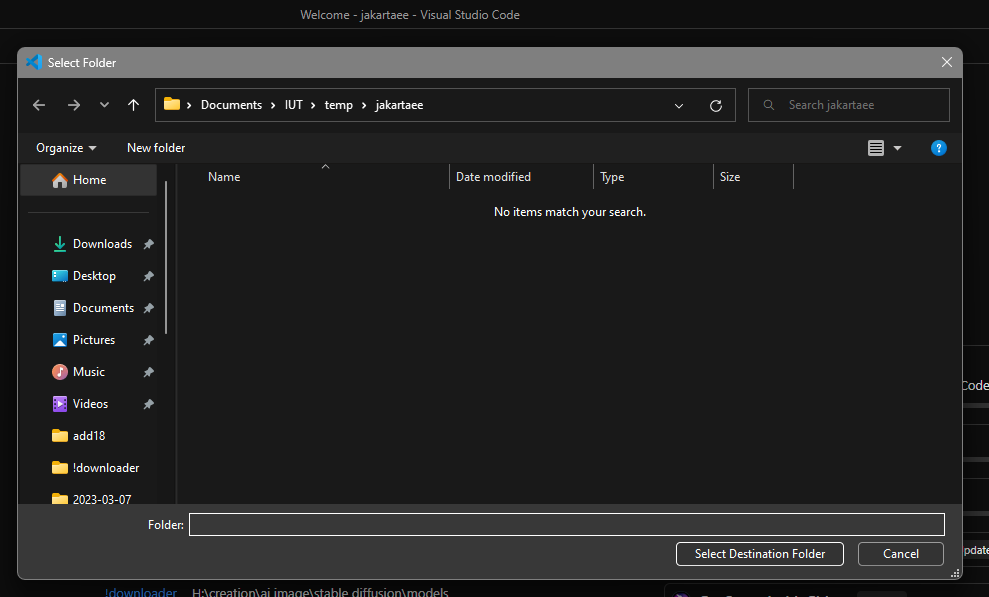 Welcome - jakartaee - Visual Studio Code
Select Folder
Documents IUT temp jakartaee
Search jakartaee
Organize New folder
?
Home
Name Date modified Type Size
No items match your search.
Downloads
Desktop
Documents
Pictures
Music
Videos
add18
!downloader
2023-03-07
Code
Folder:
Select Destination Folder Cancel
pdate
!downloader H:\creation\ai image\stable diffusion\models